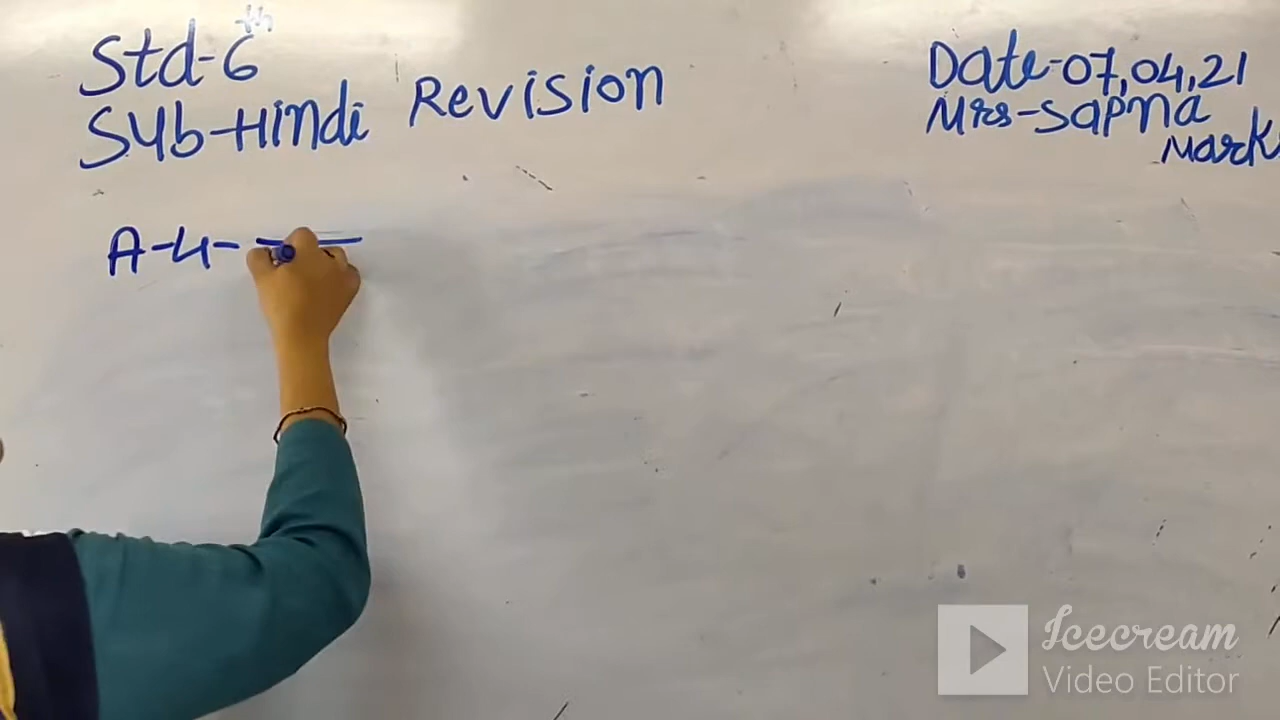 Std-6th
Sub-Hindi Revision
Date-07,04,21
Mrs-Sapna
Mark
A-4-
Icecream
Video Editor